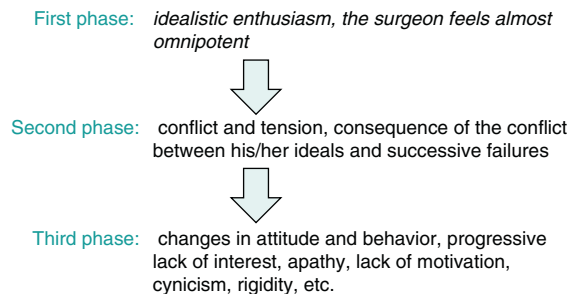 First phase: idealistic enthusiasm, the surgeon feels almost
omnipotent
Second phase: conflict and tension, consequence of the conflict
between his/her ideals and successive failures
Third phase: changes in attitude and behavior, progressive
lack of interest, apathy, lack of motivation,
cynicism, rigidity, etc.